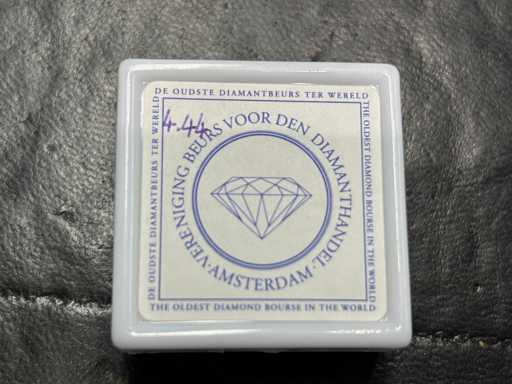 DE OUDSTE DIAMANTBEURS TER WERELD
THE OLDEST DIAMOND BOURSE IN THE WORLD
THE OLDEST DIAMOND BOURSE IN THE WORLD
DE OUDSTE DIAMANTBEURS TER WERELD
4.44
VERENIGING BEURS VOOR DEN DIAMANTHANDEL
· AMSTERDAM ·